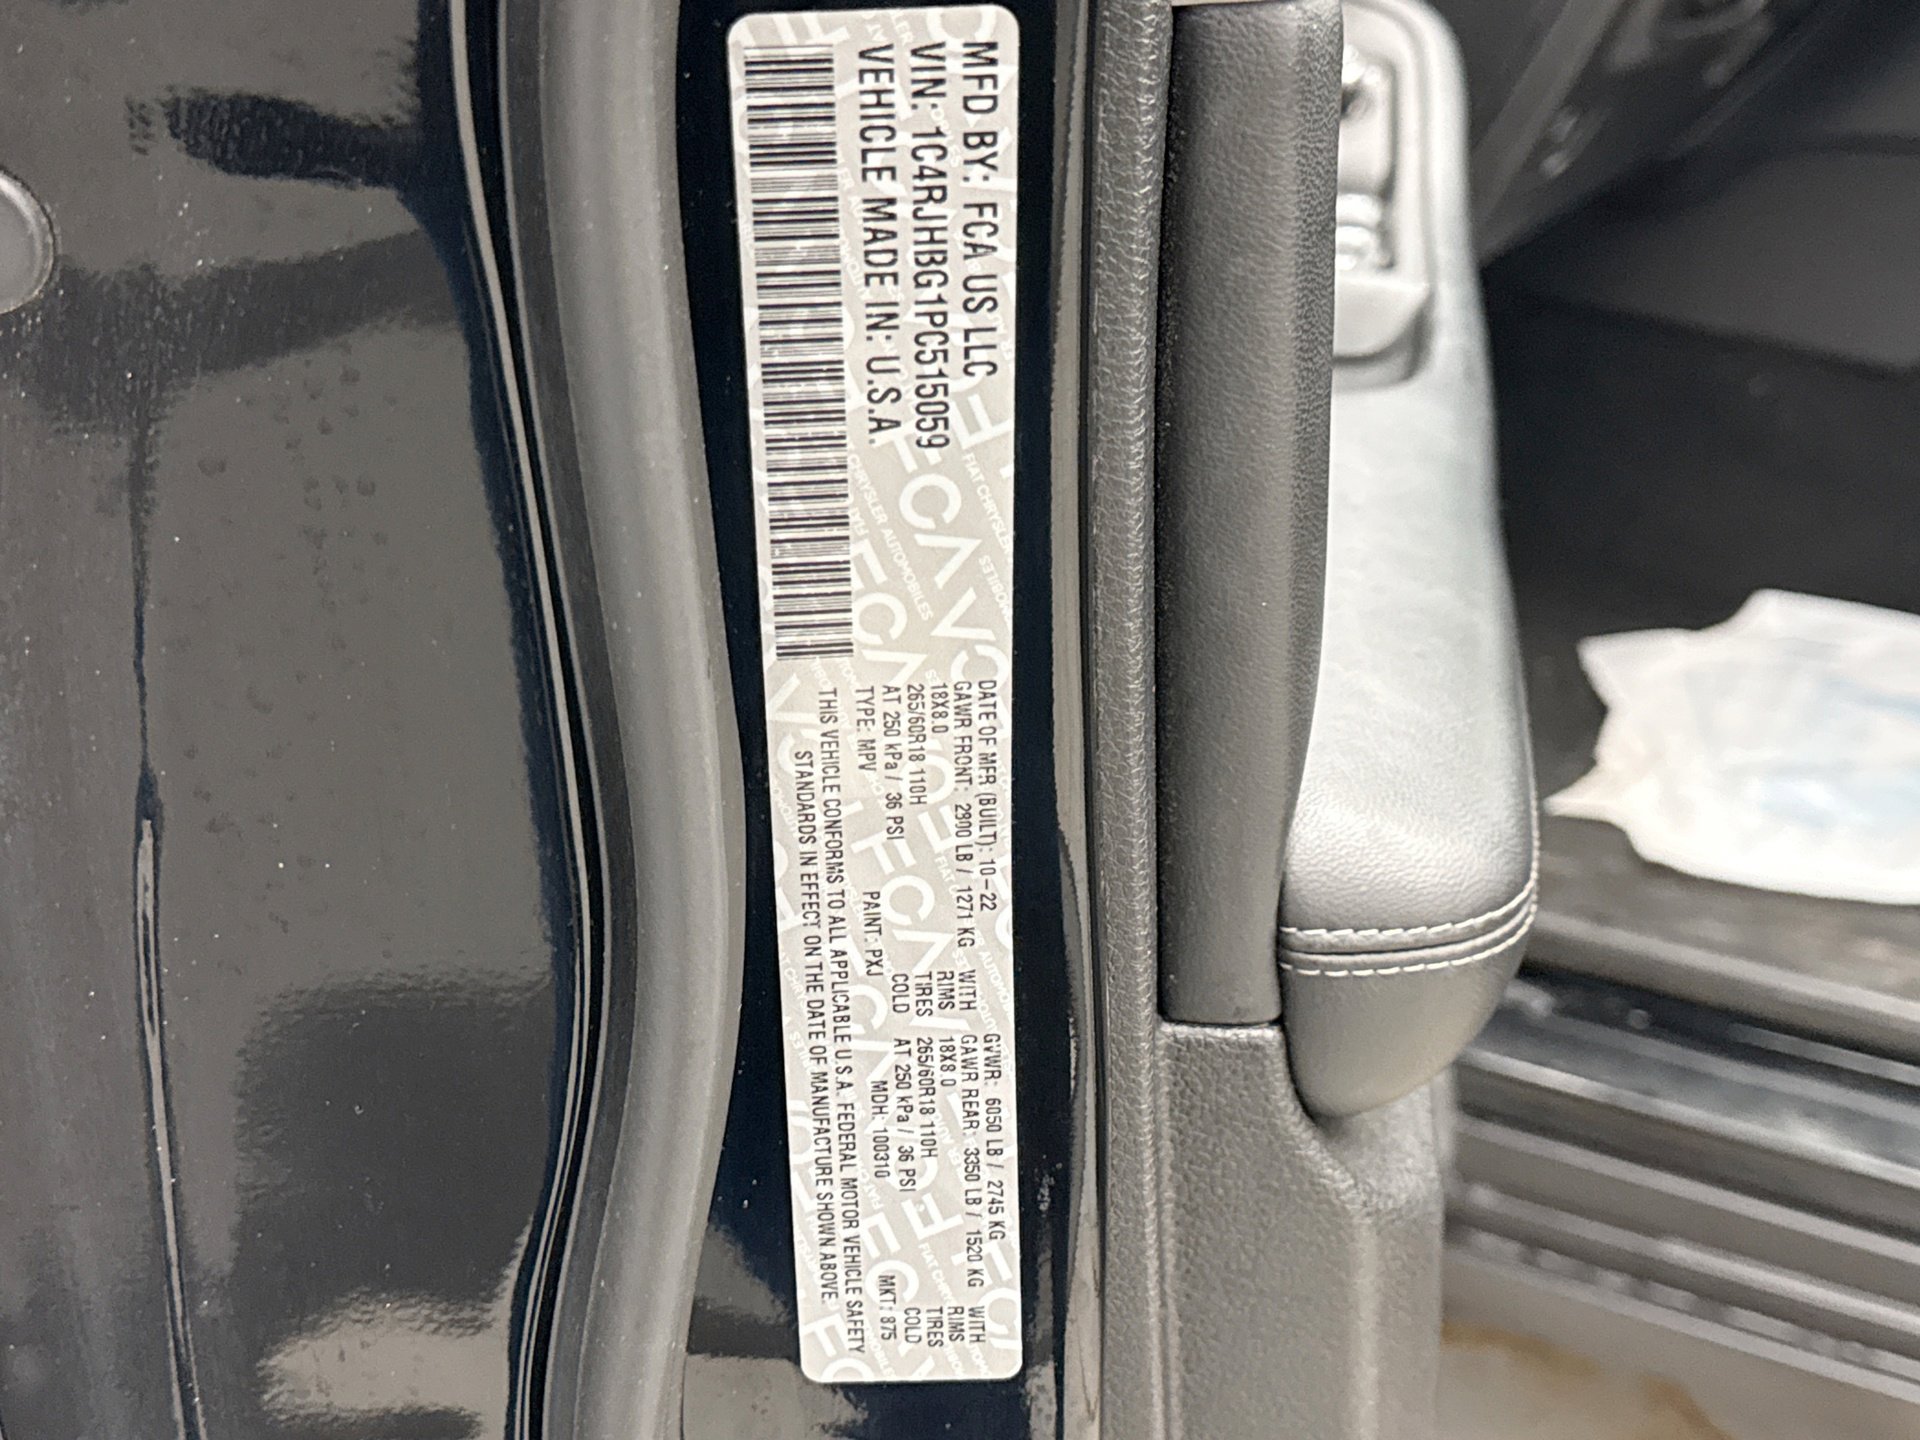 MFD BY: FCA US LLC
VIN: 1C4RJHBG1PC515059
VEHICLE MADE IN: U.S.A.
DATE OF MFR (BUILT): 10-22 GVWR: 6050 LB / 2745 KG
GAWR FRONT: 2800 LB / 1271 KG WITH GAWR REAR: 3350 LB / 1520 KG WITH
18X8.0 RIMS 18X8.0 RIMS
265/60R18 110H TIRES 265/60R18 110H TIRES
AT 250 kPa / 36 PSI COLD AT 250 kPa / 36 PSI COLD
TYPE: MPV PAINT: PXJ MDH: 100310 MKT: 875
THIS VEHICLE CONFORMS TO ALL APPLICABLE U.S.A. FEDERAL MOTOR VEHICLE SAFETY
STANDARDS IN EFFECT ON THE DATE OF MANUFACTURE SHOWN ABOVE.
FCA
FIAT CHRYSLER AUTOMOBILES